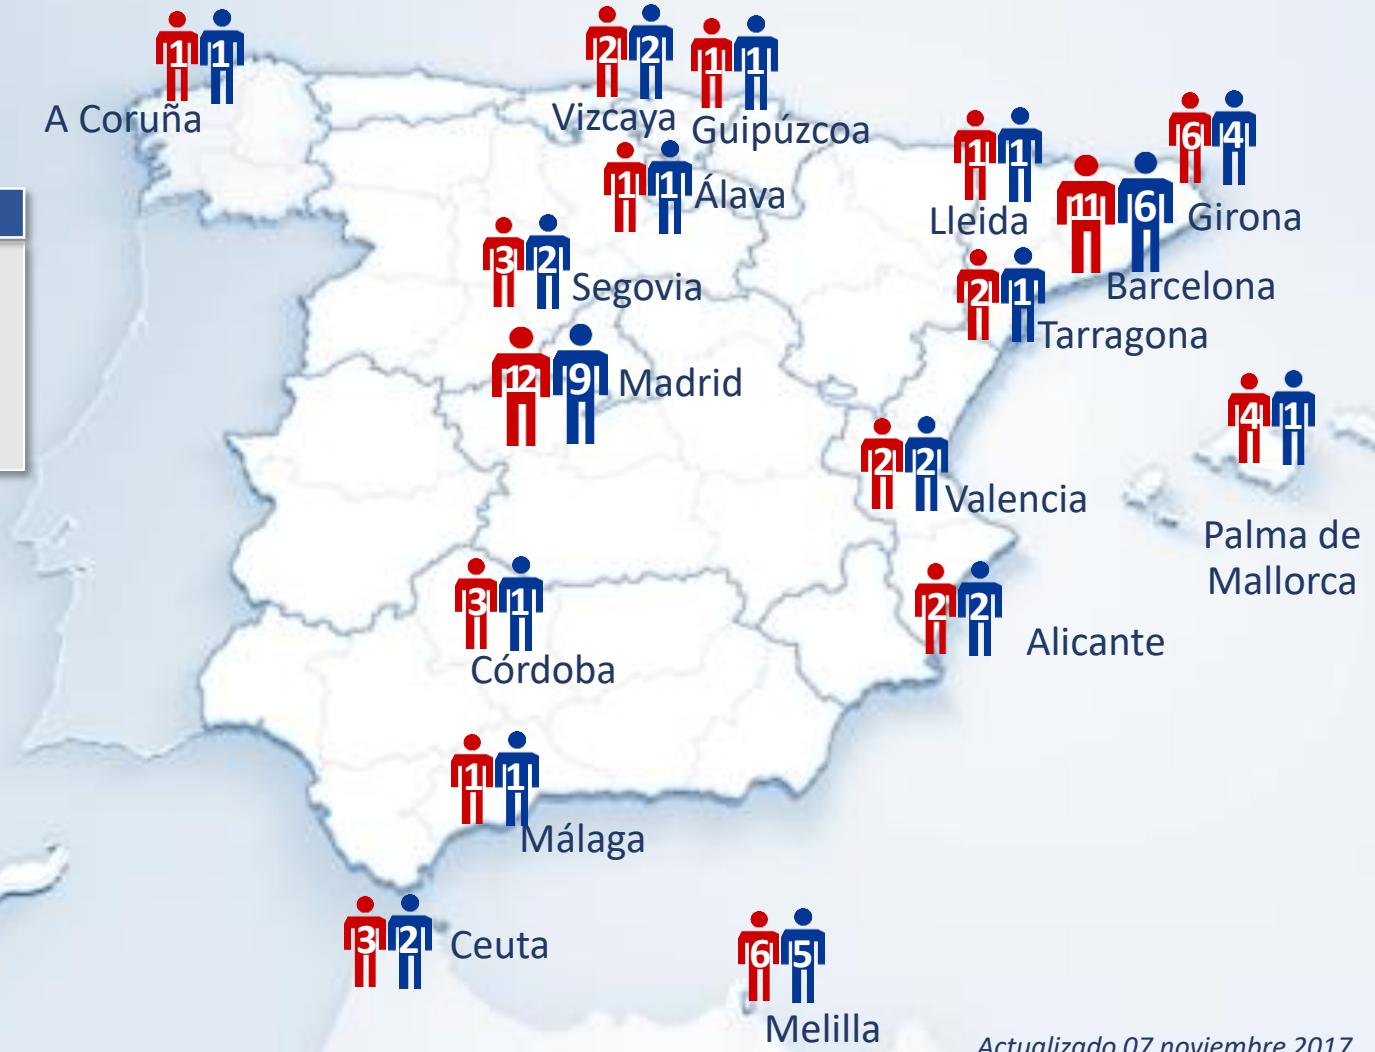 1 1
A Coruña
2 2
Vizcaya
1 1
Guipúzcoa
1 1
Álava
1 1
Lleida
6 4
Girona
11 6
Barcelona
2 1
Tarragona
3 2
Segovia
12 9
Madrid
4 1
Palma de
Mallorca
2 2
Valencia
2 2
Alicante
3 1
Córdoba
1 1
Málaga
3 2
Ceuta
6 5
Melilla
Actualizado 07 noviembre 2017